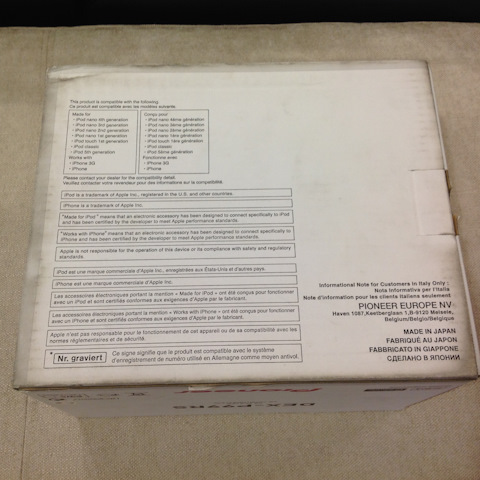 This product is compatible with the following.
Ce produit est compatible avec les modèles suivants.
Made for
• iPod nano 4th generation
• iPod nano 3rd generation
• iPod nano 2nd generation
• iPod nano 1st generation
• iPod touch 1st generation
• iPod classic
• iPod 5th generation
Works with
• iPhone 3G
• iPhone
Conçu pour
• iPod nano 4ème génération
• iPod nano 3ème génération
• iPod nano 2ème génération
• iPod nano 1ère génération
• iPod touch 1ère génération
• iPod classic
• iPod 5ème génération
Fonctionne avec
• iPhone 3G
• iPhone
Please contact your dealer for the compatibility detail.
Veuillez contacter votre revendeur pour des informations sur la compatibilité.
iPod is a trademark of Apple Inc., registered in the U.S. and other countries.
iPhone is a trademark of Apple Inc.
"Made for iPod" means that an electronic accessory has been designed to connect specifically to iPod
and has been certified by the developer to meet Apple performance standards.
"Works with iPhone" means that an electronic accessory has been designed to connect specifically to iPhone
and has been certified by the developer to meet Apple performance standards.
Apple is not responsible for the operation of this device or its compliance with safety and regulatory
standards.
iPod est une marque commerciale d'Apple Inc., enregistrée aux États-Unis et d'autres pays.
iPhone est une marque commerciale d'Apple Inc.
Les accessoires électroniques portant la mention « Made for iPod » ont été conçus pour fonctionner
avec un iPod et sont certifiés conformes aux exigences d'Apple par le fabricant.
Les accessoires électroniques portant la mention « Works with iPhone » ont été conçus pour fonctionner
avec un iPhone et sont certifiés conformes aux exigences d'Apple par le fabricant.
Apple n'est pas responsable pour le fonctionnement de cet appareil ou de sa compatibilité avec les
normes réglementaires et de sécurité.
* Nr. graviert
Ce signe signifie que le produit est compatible avec le système
d'enregistrement de numéro utilisé en Allemagne comme moyen antivol.
Informational Note for Customers in Italy Only :
Nota Informativa per l'Italia
Note d'information pour les clients italiens seulement
PIONEER EUROPE NV
Haven 1087,Keetberglaan 1,B-9120 Melsele,
Belgium/Belgïe/Belgique
MADE IN JAPAN
FABRIQUÉ AU JAPON
FABBRICATO IN GIAPPONE
СДЕЛАНО В ЯПОНИИ
DEX-P99RS